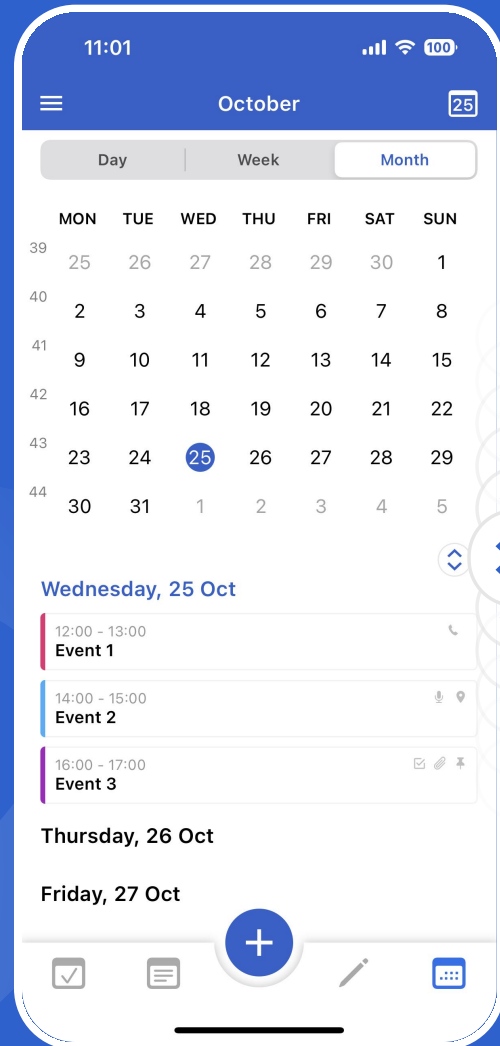 11:01 100
October 25
Day Week Month
MON TUE WED THU FRI SAT SUN
39 25 26 27 28 29 30 1
40 2 3 4 5 6 7 8
41 9 10 11 12 13 14 15
42 16 17 18 19 20 21 22
43 23 24 25 26 27 28 29
44 30 31 1 2 3 4 5
Wednesday, 25 Oct
12:00 - 13:00
Event 1
14:00 - 15:00
Event 2
16:00 - 17:00
Event 3
Thursday, 26 Oct
Friday, 27 Oct